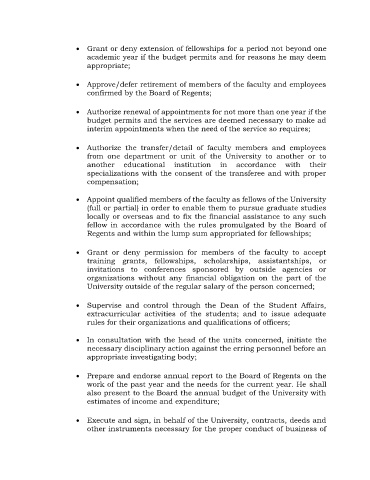 • Grant or deny extension of fellowships for a period not beyond one
academic year if the budget permits and for reasons he may deem
appropriate;
• Approve/defer retirement of members of the faculty and employees
confirmed by the Board of Regents;
• Authorize renewal of appointments for not more than one year if the
budget permits and the services are deemed necessary to make ad
interim appointments when the need of the service so requires;
• Authorize the transfer/detail of faculty members and employees
from one department or unit of the University to another or to
another educational institution in accordance with their
specializations with the consent of the transferee and with proper
compensation;
• Appoint qualified members of the faculty as fellows of the University
(full or partial) in order to enable them to pursue graduate studies
locally or overseas and to fix the financial assistance to any such
fellow in accordance with the rules promulgated by the Board of
Regents and within the lump sum appropriated for fellowships;
• Grant or deny permission for members of the faculty to accept
training grants, fellowships, scholarships, assistantships, or
invitations to conferences sponsored by outside agencies or
organizations without any financial obligation on the part of the
University outside of the regular salary of the person concerned;
• Supervise and control through the Dean of the Student Affairs,
extracurricular activities of the students; and to issue adequate
rules for their organizations and qualifications of officers;
• In consultation with the head of the units concerned, initiate the
necessary disciplinary action against the erring personnel before an
appropriate investigating body;
• Prepare and endorse annual report to the Board of Regents on the
work of the past year and the needs for the current year. He shall
also present to the Board the annual budget of the University with
estimates of income and expenditure;
• Execute and sign, in behalf of the University, contracts, deeds and
other instruments necessary for the proper conduct of business of